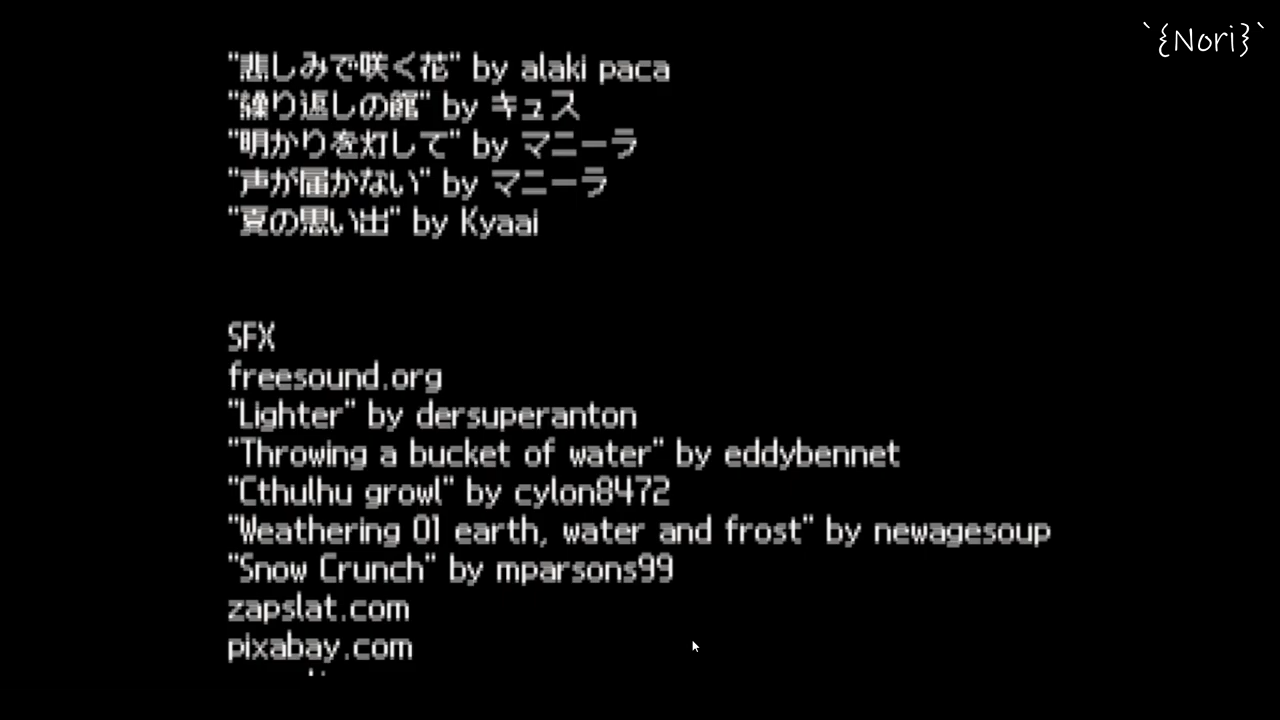 `{Nori}`
"悲しみで咲く花" by alaki paca
"繰り返しの館" by キュス
"明かりを灯して" by マニーラ
"声が届かない" by マニーラ
"夏の思い出" by Kyaai
SFX
freesound.org
"Lighter" by dersuperanton
"Throwing a bucket of water" by eddybennet
"Cthulhu growl" by cylon8472
"Weathering 01 earth, water and frost" by newagesoup
"Snow Crunch" by mparsons99
zapslat.com
pixabay.com